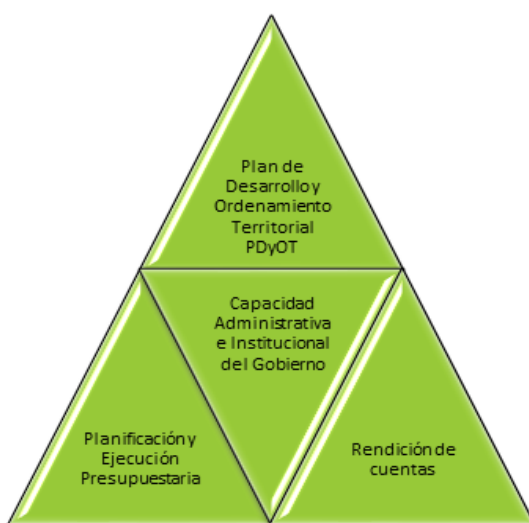 Plan de
Desarrollo y
Ordenamiento
Territorial
PDyOT
Capacidad
Administrativa
e Institucional
del Gobierno
Planificación y
Ejecución
Presupuestaria
Rendición de
cuentas